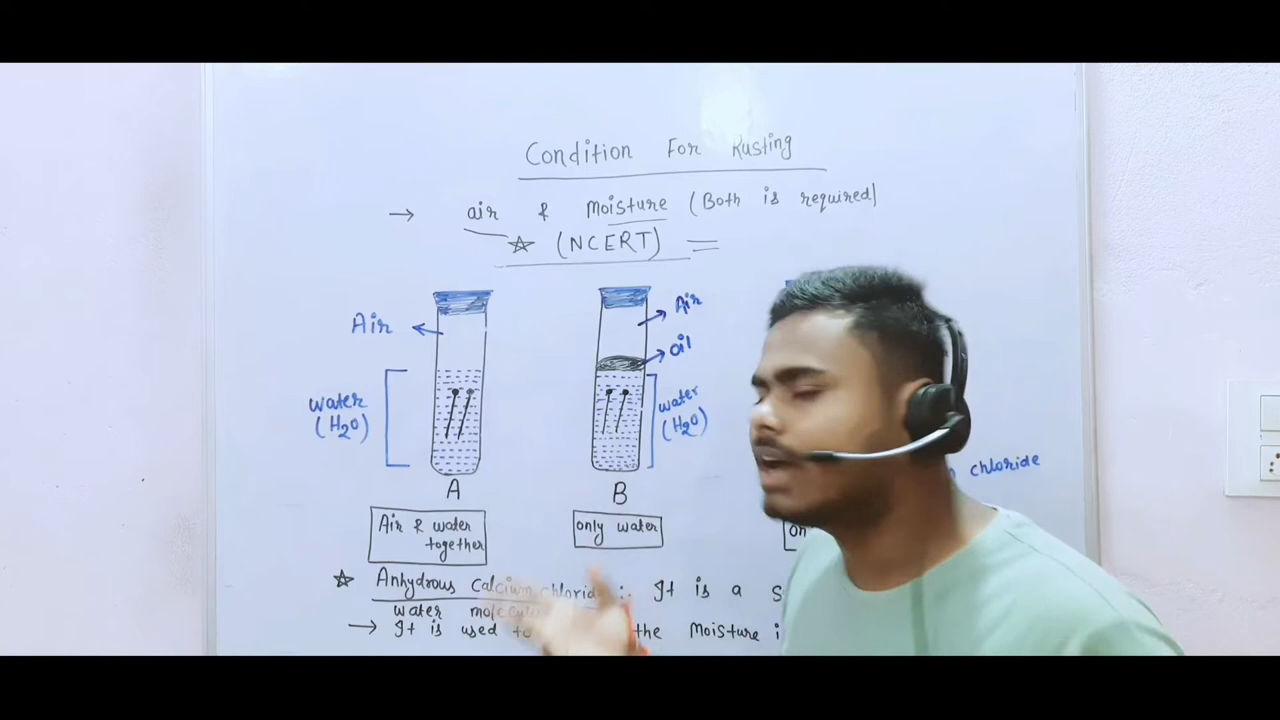 Condition For Rusting
→ air & Moisture (Both is required)
☆ (NCERT)
Air
Air
Oil
water
(H₂O)
water
(H₂O)
chloride
A
B
Air & water
together
only water
on
☆ Anhydrous Calcium chloride :- It is a S
water
→ It is used to the Moisture i